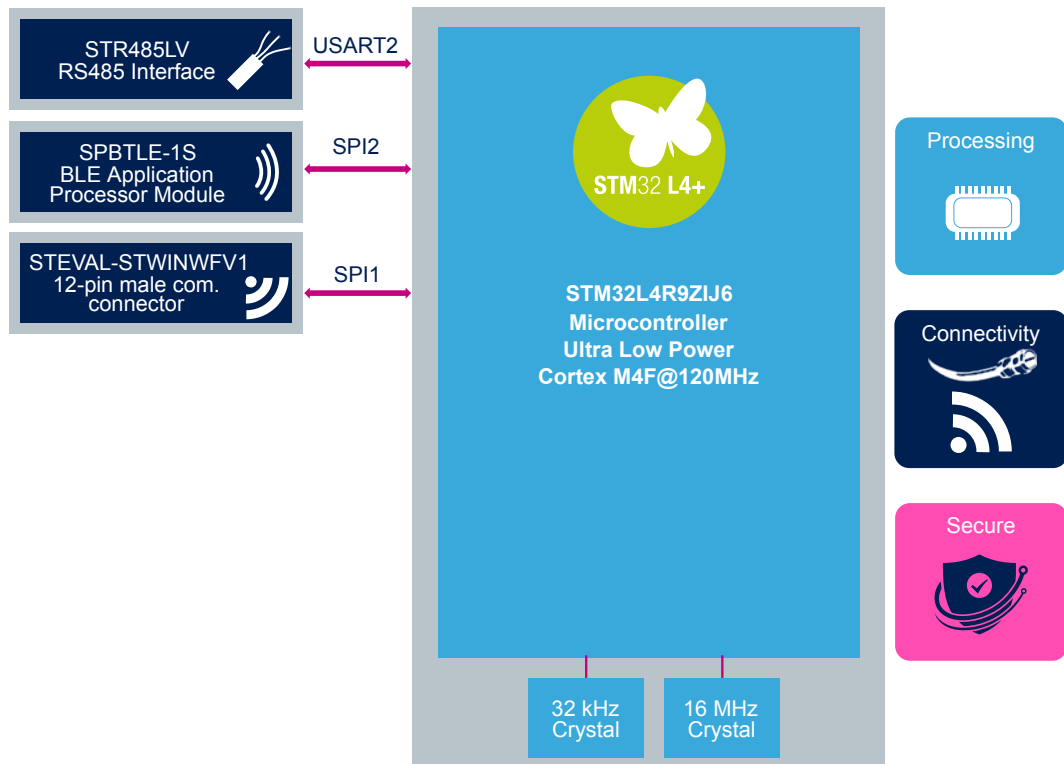 STR485LV
RS485 Interface
USART2
SPBTLE-1S
BLE Application
Processor Module
SPI2
STEVAL-STWINWFV1
12-pin male com.
connector
SPI1
STM32 L4+
STM32L4R9ZIJ6
Microcontroller
Ultra Low Power
Cortex M4F@120MHz
32 kHz
Crystal
16 MHz
Crystal
Processing
Connectivity
Secure